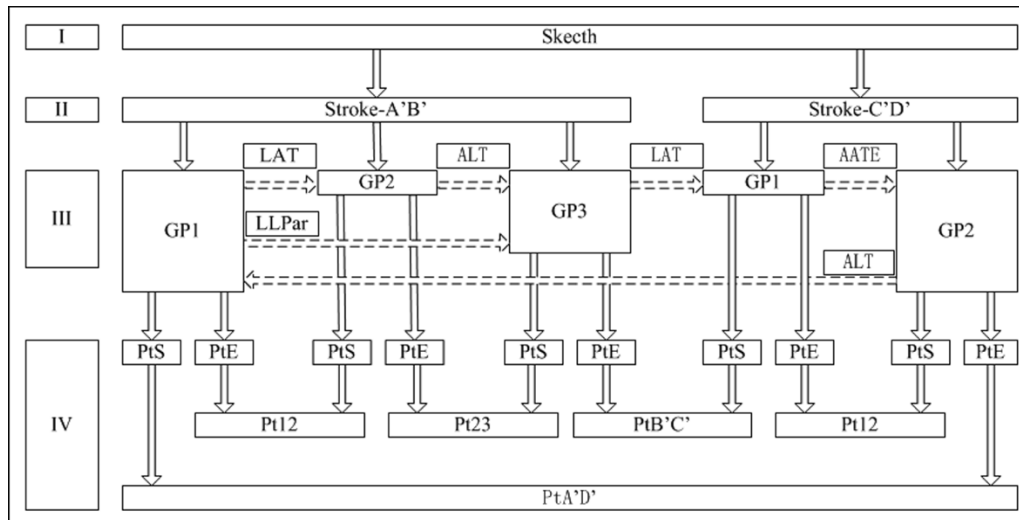 I
Skecth
II
Stroke-A’B’
Stroke-C’D’
III
LAT
ALT
LAT
AATE
GP1
GP2
GP3
GP1
GP2
LLPar
ALT
IV
PtS
PtE
PtS
PtE
PtS
PtE
PtS
PtE
PtS
PtE
Pt12
Pt23
PtB’C’
Pt12
PtA’D’